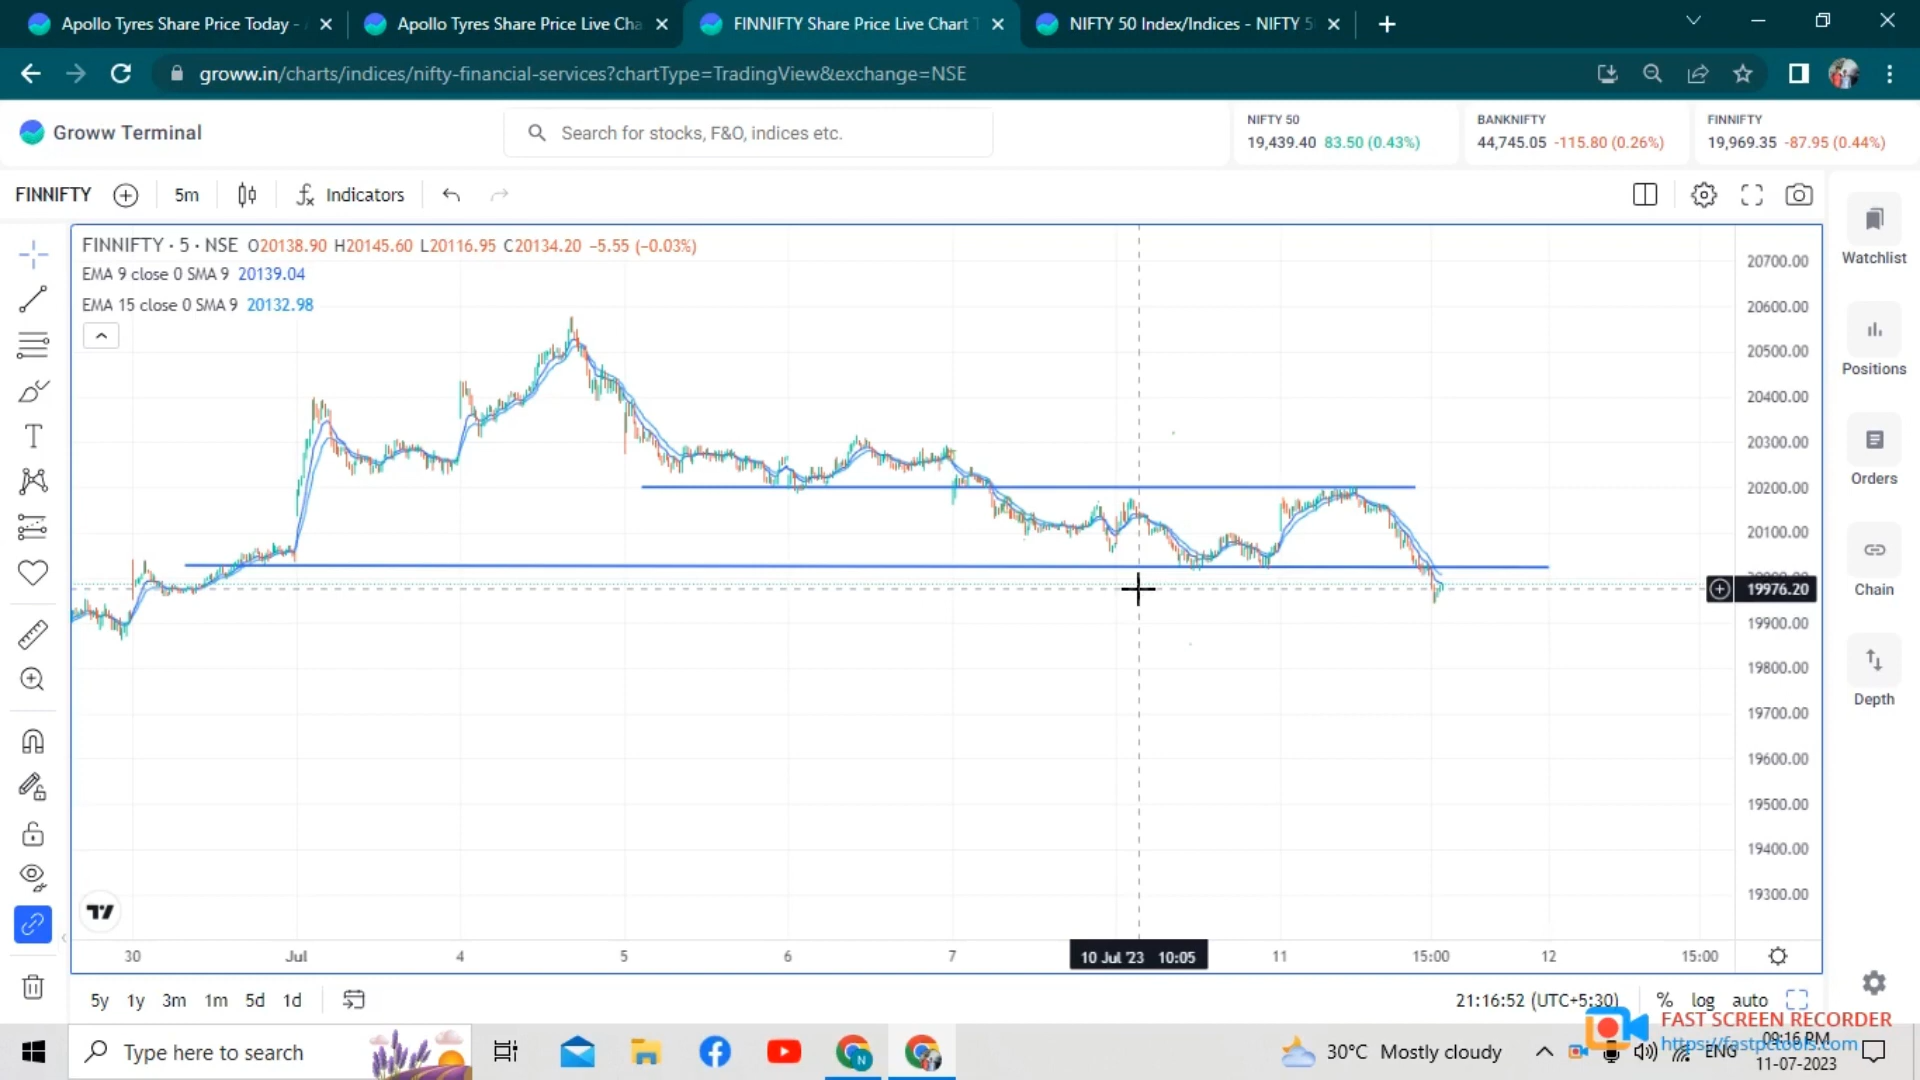 Apollo Tyres Share Price Today -
Apollo Tyres Share Price Live Cha
FINNIFTY Share Price Live Chart T
NIFTY 50 Index/Indices - NIFTY 5
groww.in/charts/indices/nifty-financial-services?chartType=TradingView&exchange=NSE
Groww Terminal
Search for stocks, F&O, indices etc.
NIFTY 50
19,439.40 83.50 (0.43%)
BANKNIFTY
44,745.05 -115.80 (0.26%)
FINNIFTY
19,969.35 -87.95 (0.44%)
FINNIFTY
5m
Indicators
FINNIFTY · 5 · NSE O20138.90 H20145.60 L20116.95 C20134.20 −5.55 (−0.03%)
EMA 9 close 0 SMA 9 20139.04
EMA 15 close 0 SMA 9 20132.98
20700.00
20600.00
20500.00
20400.00
20300.00
20200.00
20100.00
19976.20
19900.00
19800.00
19700.00
19600.00
19500.00
19400.00
19300.00
Watchlist
Positions
Orders
Chain
Depth
30
Jul
4
5
6
7
10 Jul '23 10:05
11
15:00
12
15:00
5y 1y 3m 1m 5d 1d
21:16:52 (UTC+5:30)
% log auto
FAST SCREEN RECORDER
https://fastpctools.com
Type here to search
30°C Mostly cloudy
ENG
09:16 PM
11-07-2023